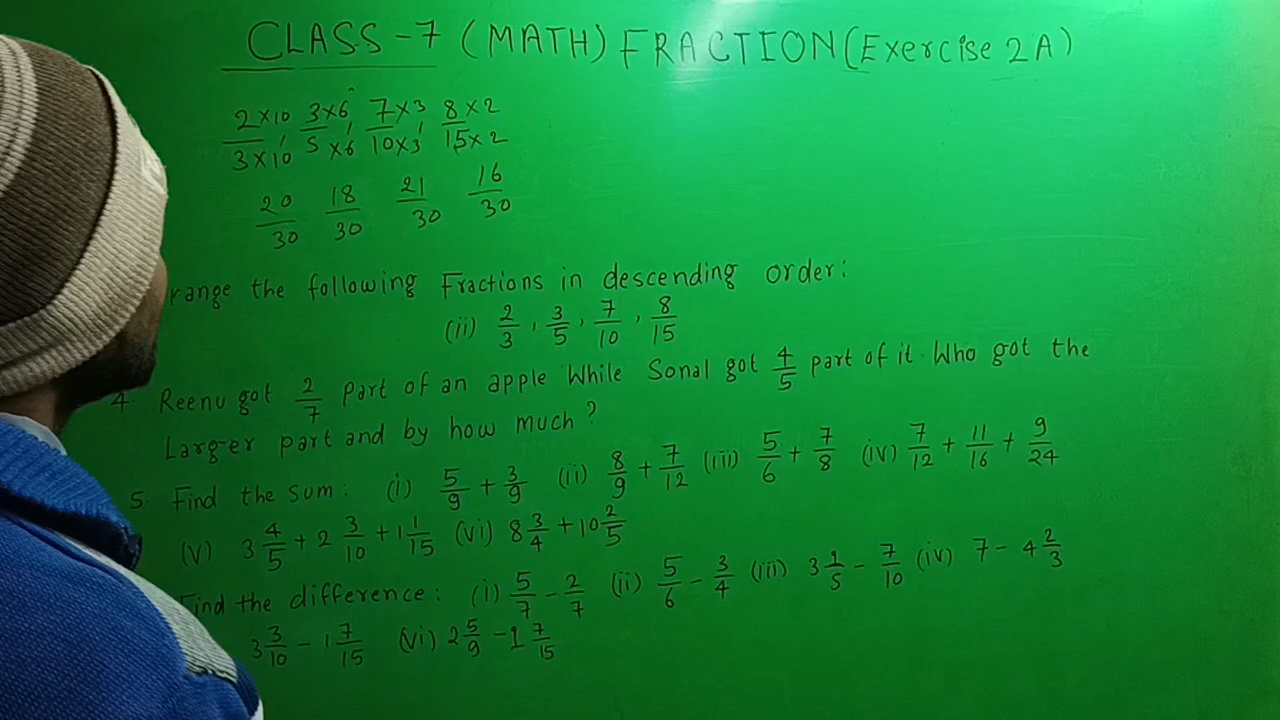 CLASS-7 (MATH) FRACTION (Exercise 2A)
2×10/3×10, 3×6/5×6, 7×3/10×3, 8×2/15×2
20/30 18/30 21/30 16/30
range the following Fractions in descending order:
(ii) 2/3, 3/5, 7/10, 8/15
4. Reenu got 2/7 part of an apple While Sonal got 4/5 part of it. Who got the
Larger part and by how much?
5. Find the sum: (i) 5/9 + 3/9 (ii) 8/9 + 7/12 (iii) 5/6 + 7/8 (iv) 7/12 + 11/16 + 9/24
(v) 3 4/5 + 2 3/10 + 1 1/15 (vi) 8 3/4 + 10 2/5
Find the difference: (i) 5/7 - 2/7 (ii) 5/6 - 3/4 (iii) 3 1/5 - 7/10 (iv) 7 - 4 2/3
3 3/10 - 1 7/15 (vi) 2 5/9 - 1 7/15